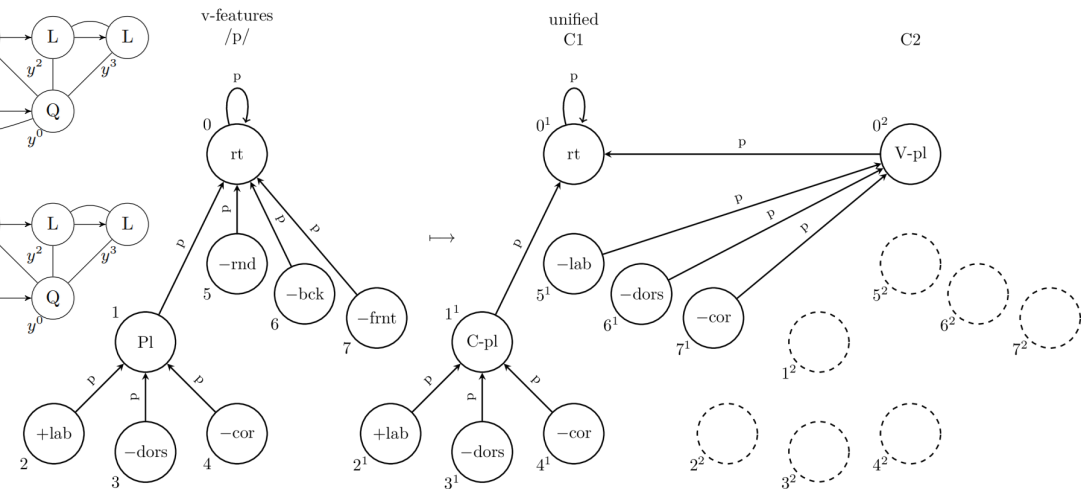 L L
y² y³
Q
y⁰
L L
y² y³
Q
y⁰
v-features
/p/
p
0
rt
p p p p
−rnd
5
−bck
6
−frnt
7
1
Pl
p p p
+lab
2
−dors
3
−cor
4
⟼
unified
C1
C2
p
0¹
rt
p
0²
V-pl
p p p p
−lab
5¹
−dors
6¹
−cor
7¹
1¹
C-pl
p p p
+lab
2¹
−dors
3¹
−cor
4¹
5²
6²
7²
1²
2²
3²
4²